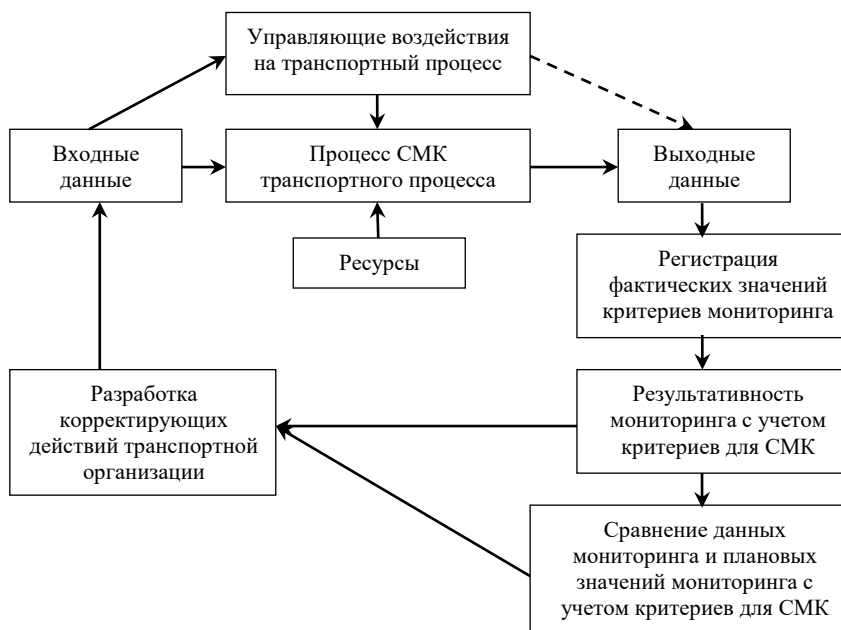 Управляющие воздействия
на транспортный процесс
Входные
данные
Процесс СМК
транспортного процесса
Выходные
данные
Ресурсы
Регистрация
фактических значений
критериев мониторинга
Разработка
корректирующих
действий транспортной
организации
Результативность
мониторинга с учетом
критериев для СМК
Сравнение данных
мониторинга и плановых
значений мониторинга с
учетом критериев для СМК